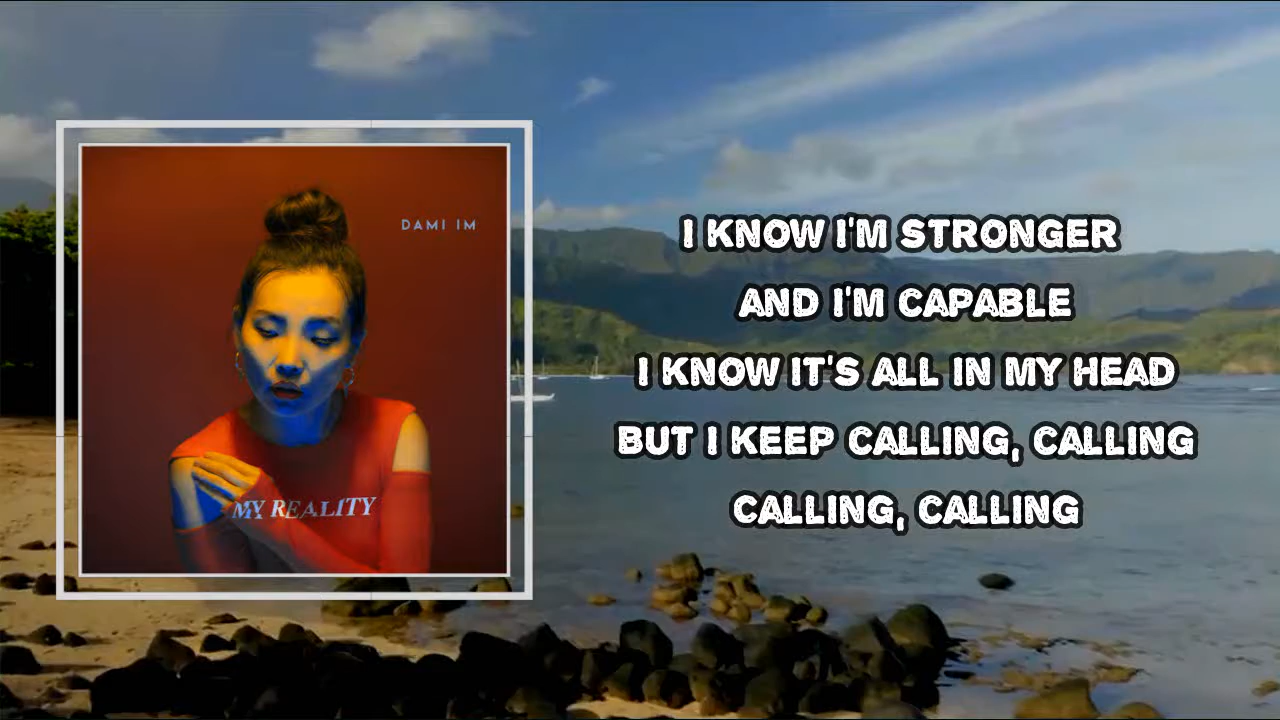 DAMI IM
MY REALITY
I KNOW I'M STRONGER
AND I'M CAPABLE
I KNOW IT'S ALL IN MY HEAD
BUT I KEEP CALLING, CALLING
CALLING, CALLING